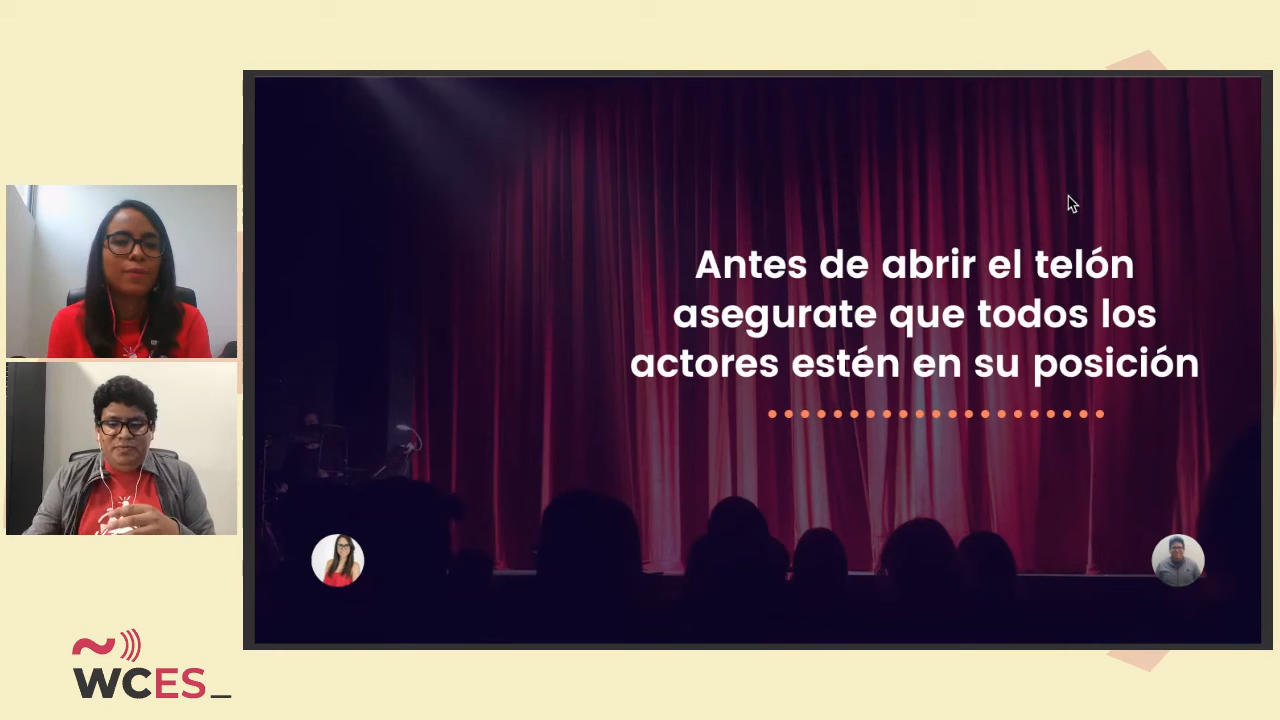 Antes de abrir el telón
asegurate que todos los
actores estén en su posición
WCES_